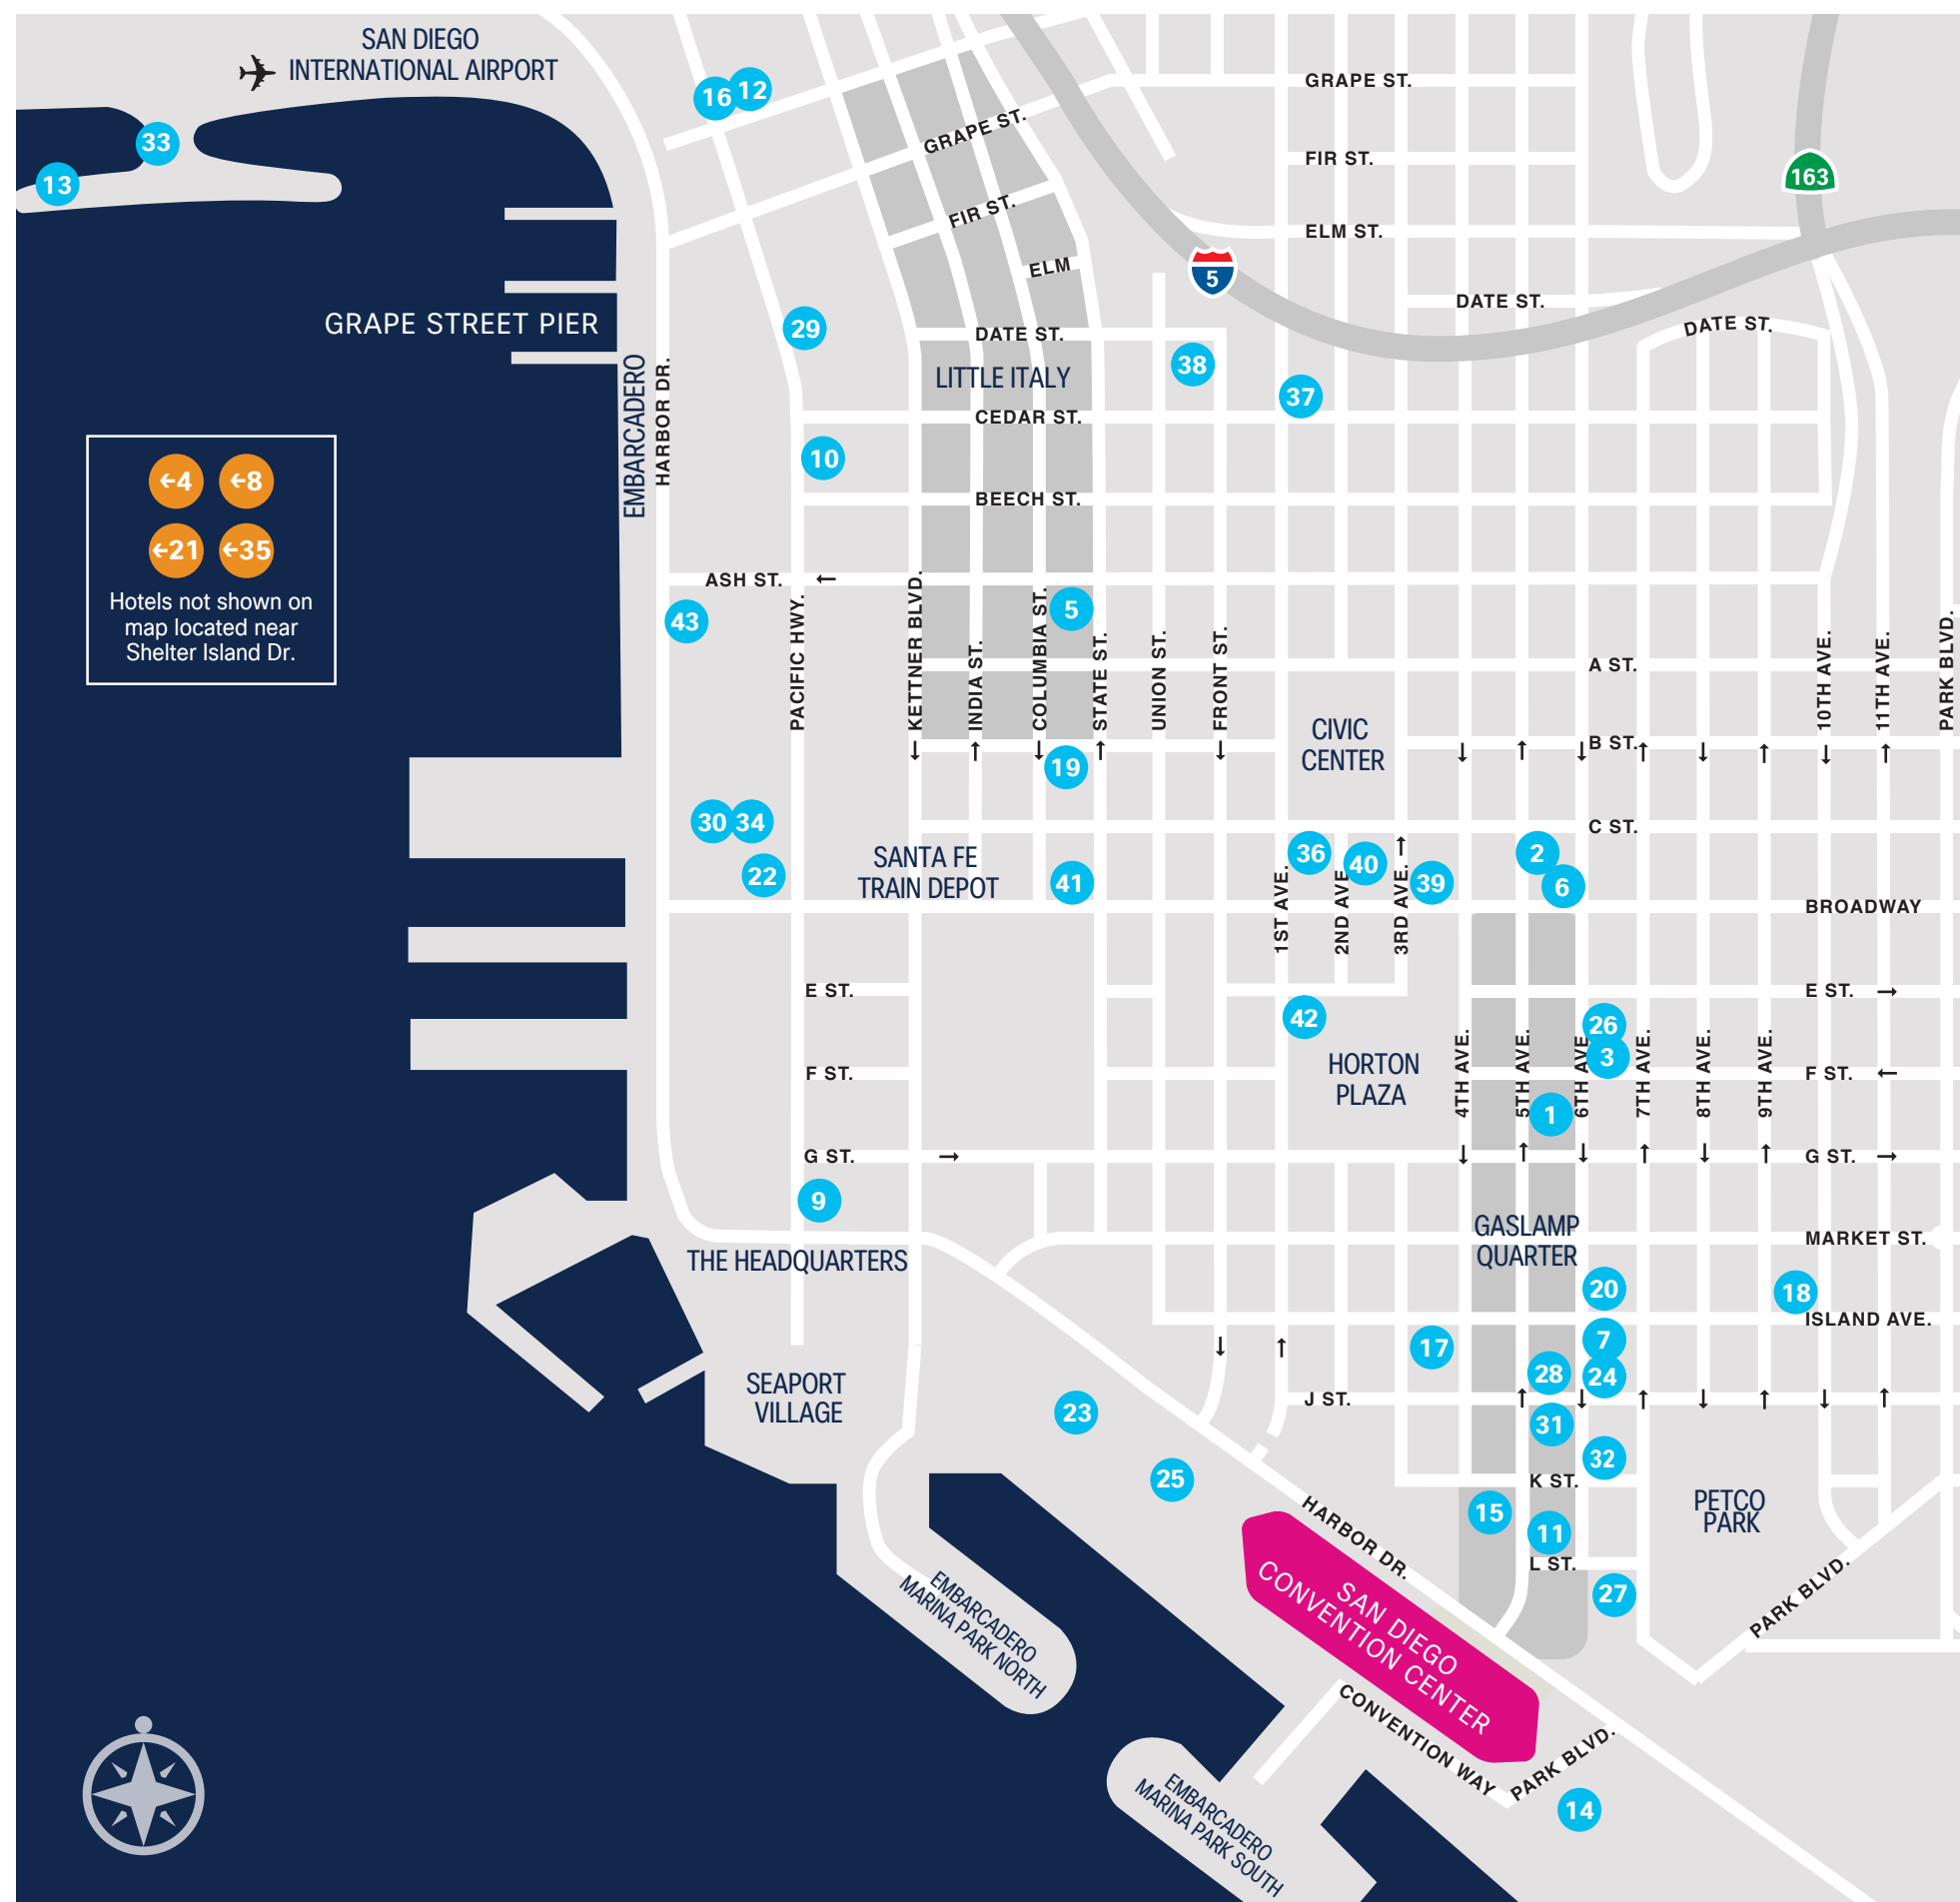 SAN DIEGO
INTERNATIONAL AIRPORT
16
12
33
13
GRAPE ST.
GRAPE ST.
FIR ST.
FIR ST.
ELM ST.
ELM
163
5
DATE ST.
DATE ST.
DATE ST.
GRAPE STREET PIER
29
38
37
LITTLE ITALY
CEDAR ST.
EMBARCADERO
HARBOR DR.
10
BEECH ST.
←4
←8
←21
←35
Hotels not shown on
map located near
Shelter Island Dr.
ASH ST. ←
43
5
PACIFIC HWY.
KETTNER BLVD.
INDIA ST.
COLUMBIA ST.
STATE ST.
UNION ST.
FRONT ST.
A ST.
10TH AVE.
11TH AVE.
PARK BLVD.
CIVIC
CENTER
B ST.
19
30
34
22
SANTA FE
TRAIN DEPOT
41
C ST.
36
40
39
2
6
1ST AVE.
2ND AVE
3RD AVE.
BROADWAY
E ST.
E ST. →
42
26
3
HORTON
PLAZA
4TH AVE.
5TH AVE.
6TH AVE
7TH AVE.
8TH AVE.
9TH AVE.
F ST.
F ST. ←
1
G ST. →
G ST. →
9
GASLAMP
QUARTER
MARKET ST.
THE HEADQUARTERS
20
18
ISLAND AVE.
17
7
28
24
SEAPORT
VILLAGE
23
J ST.
31
32
25
K ST.
15
11
PETCO
PARK
HARBOR DR.
L ST.
27
PARK BLVD.
SAN DIEGO
CONVENTION CENTER
EMBARCADERO
MARINA PARK NORTH
CONVENTION WAY
PARK BLVD.
14
EMBARCADERO
MARINA PARK SOUTH